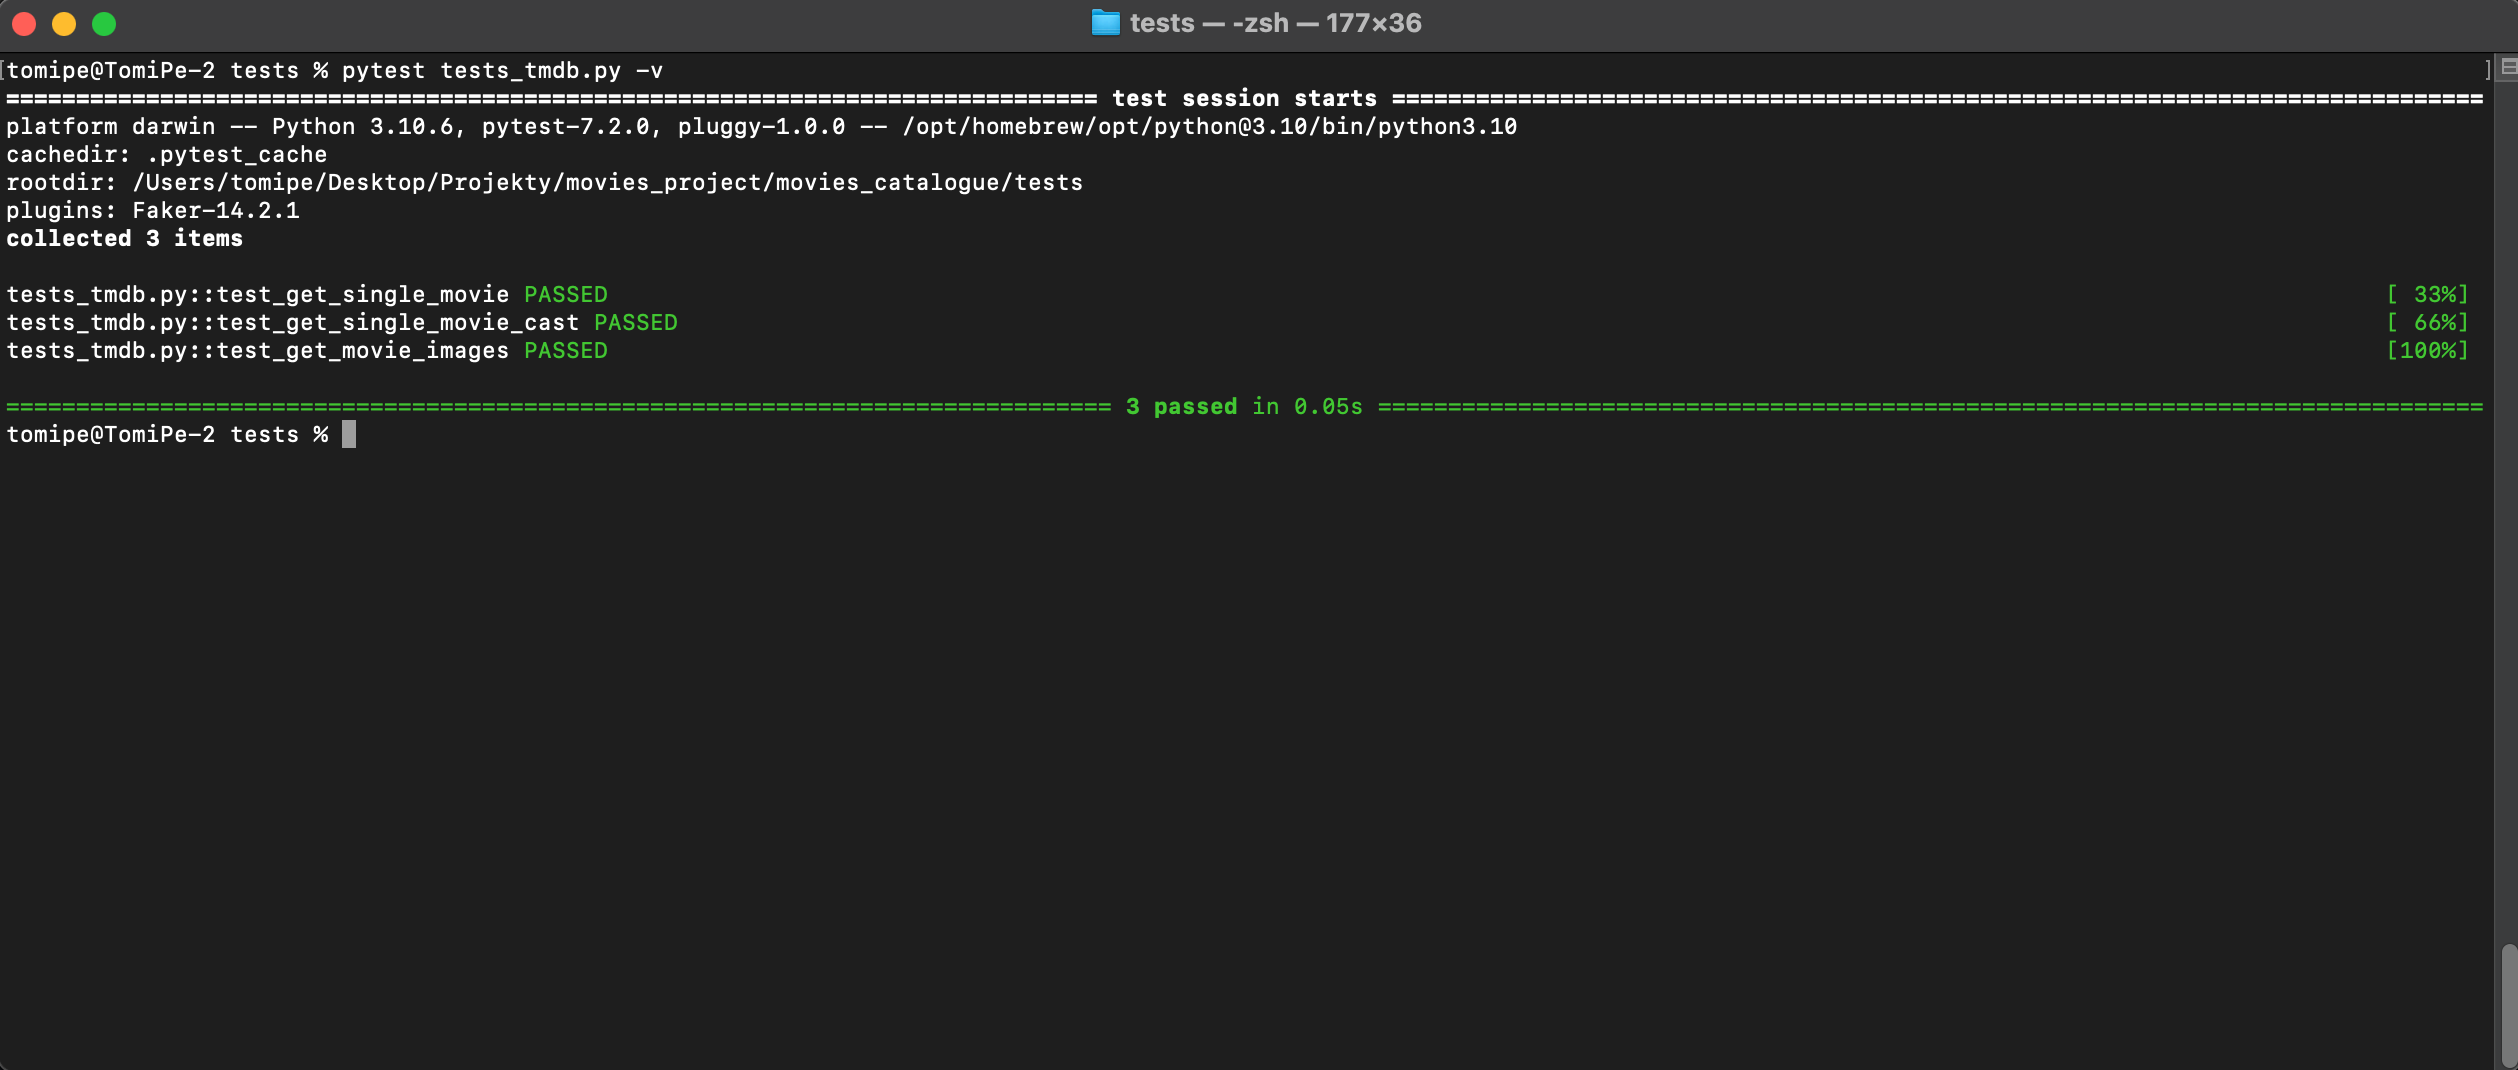 tests — -zsh — 177×36
tomipe@TomiPe-2 tests % pytest tests_tmdb.py -v
============================================================================== test session starts ==============================================================================
platform darwin -- Python 3.10.6, pytest-7.2.0, pluggy-1.0.0 -- /opt/homebrew/opt/python@3.10/bin/python3.10
cachedir: .pytest_cache
rootdir: /Users/tomipe/Desktop/Projekty/movies_project/movies_catalogue/tests
plugins: Faker-14.2.1
collected 3 items
tests_tmdb.py::test_get_single_movie PASSED [ 33%]
tests_tmdb.py::test_get_single_movie_cast PASSED [ 66%]
tests_tmdb.py::test_get_movie_images PASSED [100%]
=============================================================================== 3 passed in 0.05s ===============================================================================
tomipe@TomiPe-2 tests %